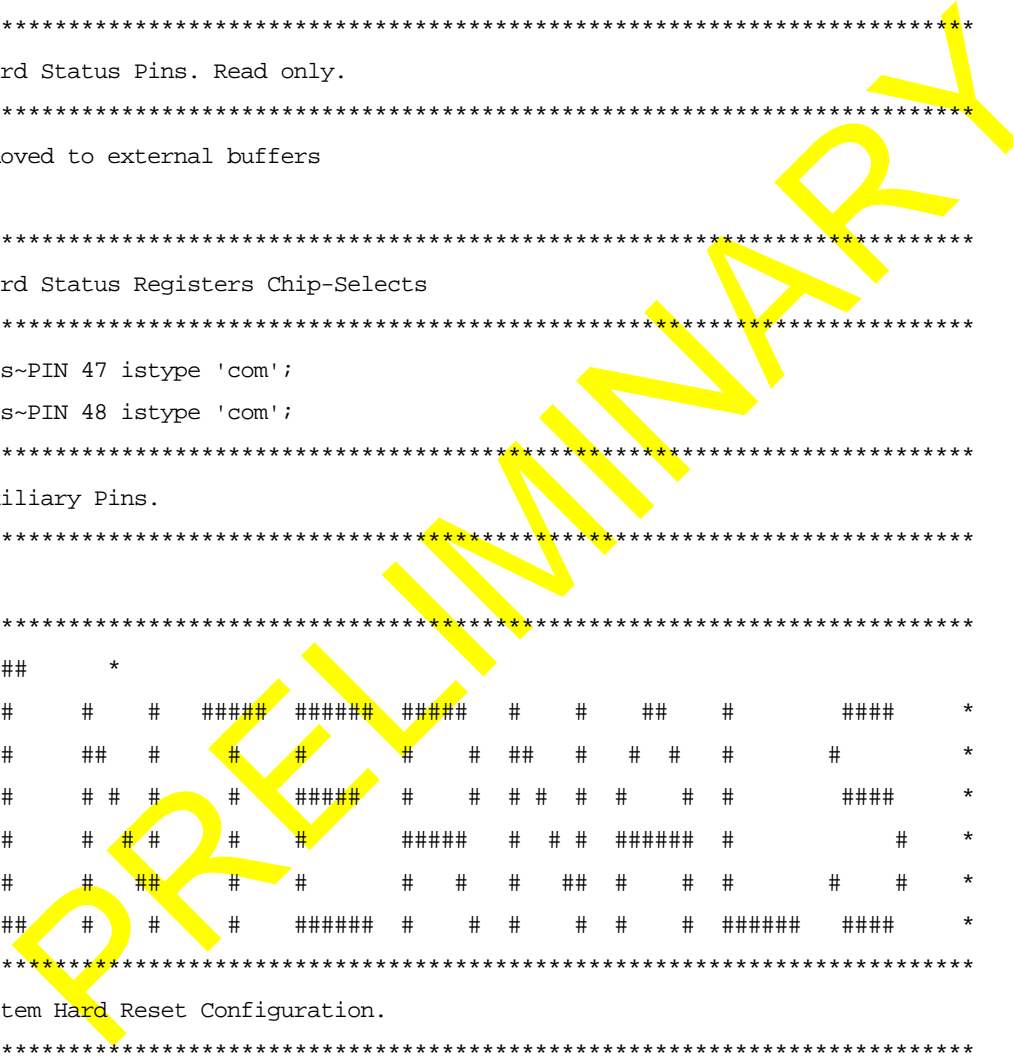 *************************************************************************
rd Status Pins. Read only.
*************************************************************************
oved to external buffers
*************************************************************************
rd Status Registers Chip-Selects
*************************************************************************
s~PIN 47 istype 'com';
s~PIN 48 istype 'com';
*************************************************************************
iliary Pins.
*************************************************************************
*************************************************************************
##      *
#     #    #   #####  ######  #####   #    #    ##    #        ####     *
#     ##   #     #    #       #    #  ##   #   #  #   #       #         *
#     # #  #     #    #####   #    #  # #  #  #    #  #        ####     *
#     #  # #     #    #       #####   #  # #  ######  #            #    *
#     #   ##     #    #       #   #   #   ##  #    #  #       #    #    *
##    #    #     #    ######  #    #  #    #  #    #  ######   ####     *
*************************************************************************
tem Hard Reset Configuration.
*************************************************************************
PRELIMINARY